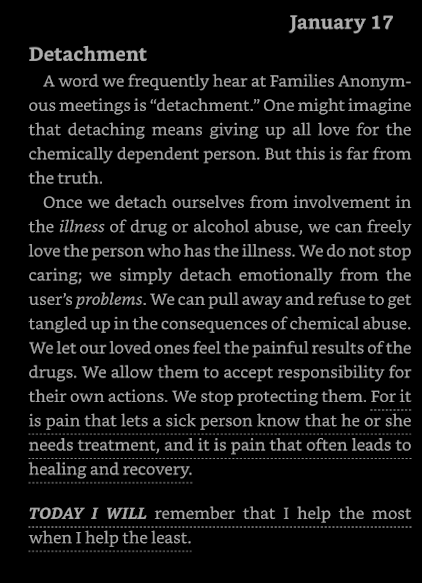 January 17
Detachment
A word we frequently hear at Families Anonym-
ous meetings is “detachment.” One might imagine
that detaching means giving up all love for the
chemically dependent person. But this is far from
the truth.
Once we detach ourselves from involvement in
the illness of drug or alcohol abuse, we can freely
love the person who has the illness. We do not stop
caring; we simply detach emotionally from the
user’s problems. We can pull away and refuse to get
tangled up in the consequences of chemical abuse.
We let our loved ones feel the painful results of the
drugs. We allow them to accept responsibility for
their own actions. We stop protecting them. For it
is pain that lets a sick person know that he or she
needs treatment, and it is pain that often leads to
healing and recovery.
TODAY I WILL remember that I help the most
when I help the least.